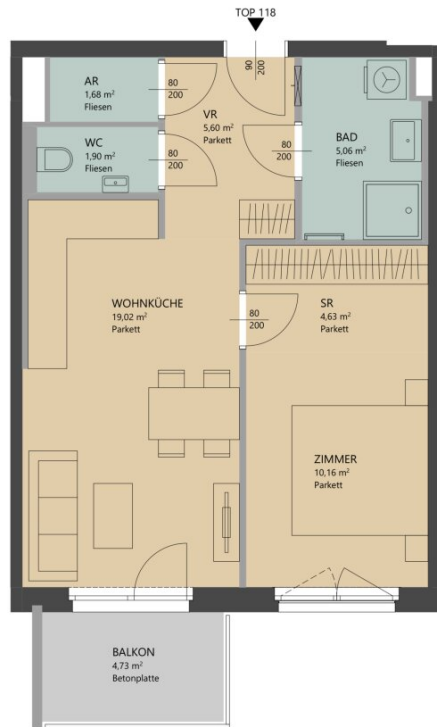 TOP 118
AR
1,68 m²
Fliesen
80
200
90
200
VR
5,60 m²
Parkett
BAD
5,06 m²
Fliesen
WC
1,90 m²
Fliesen
80
200
80
200
WOHNKÜCHE
19,02 m²
Parkett
80
200
SR
4,63 m²
Parkett
ZIMMER
10,16 m²
Parkett
BALKON
4,73 m²
Betonplatte